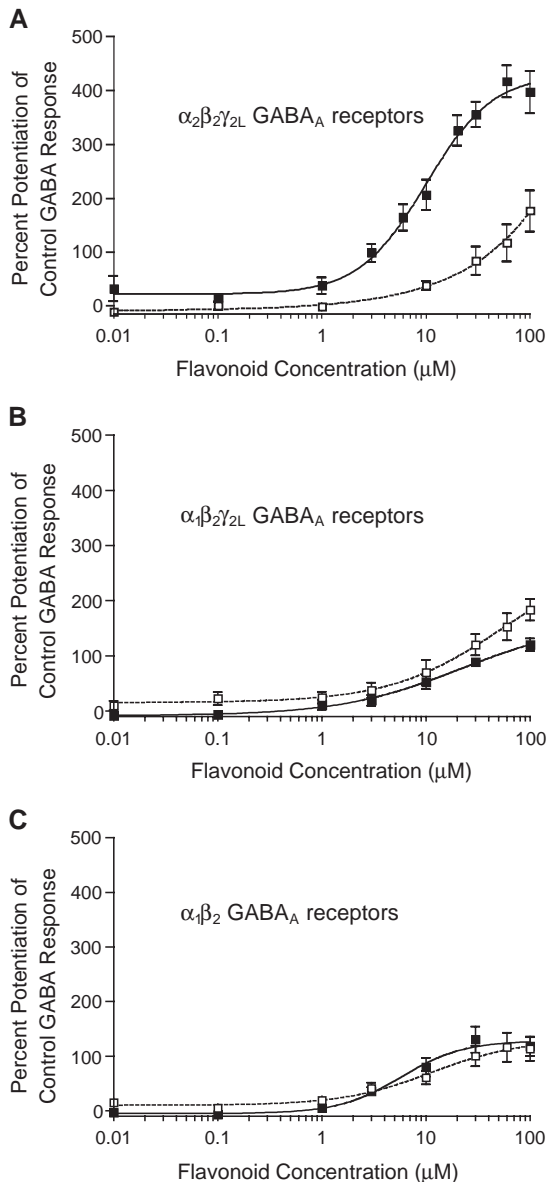 A
Percent Potentiation of
Control GABA Response
500
400
300
200
100
0
α₂β₂γ₂L GABA_A receptors
0.01 0.1 1 10 100
Flavonoid Concentration (μM)
B
Percent Potentiation of
Control GABA Response
500
400
300
200
100
0
α₁β₂γ₂L GABA_A receptors
0.01 0.1 1 10 100
Flavonoid Concentration (μM)
C
Percent Potentiation of
Control GABA Response
500
400
300
200
100
0
α₁β₂ GABA_A receptors
0.01 0.1 1 10 100
Flavonoid Concentration (μM)